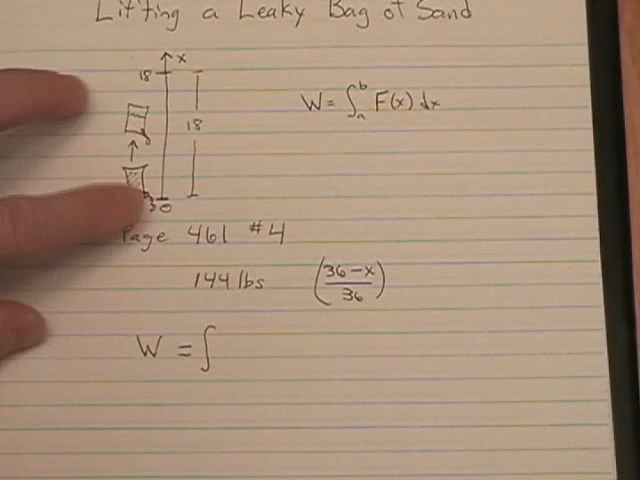 Lifting a Leaky Bag of Sand
x
18
W = ∫ₐᵇ F(x) dx
18
0
Page 461 #4
144 lbs (36-x / 36)
W = ∫